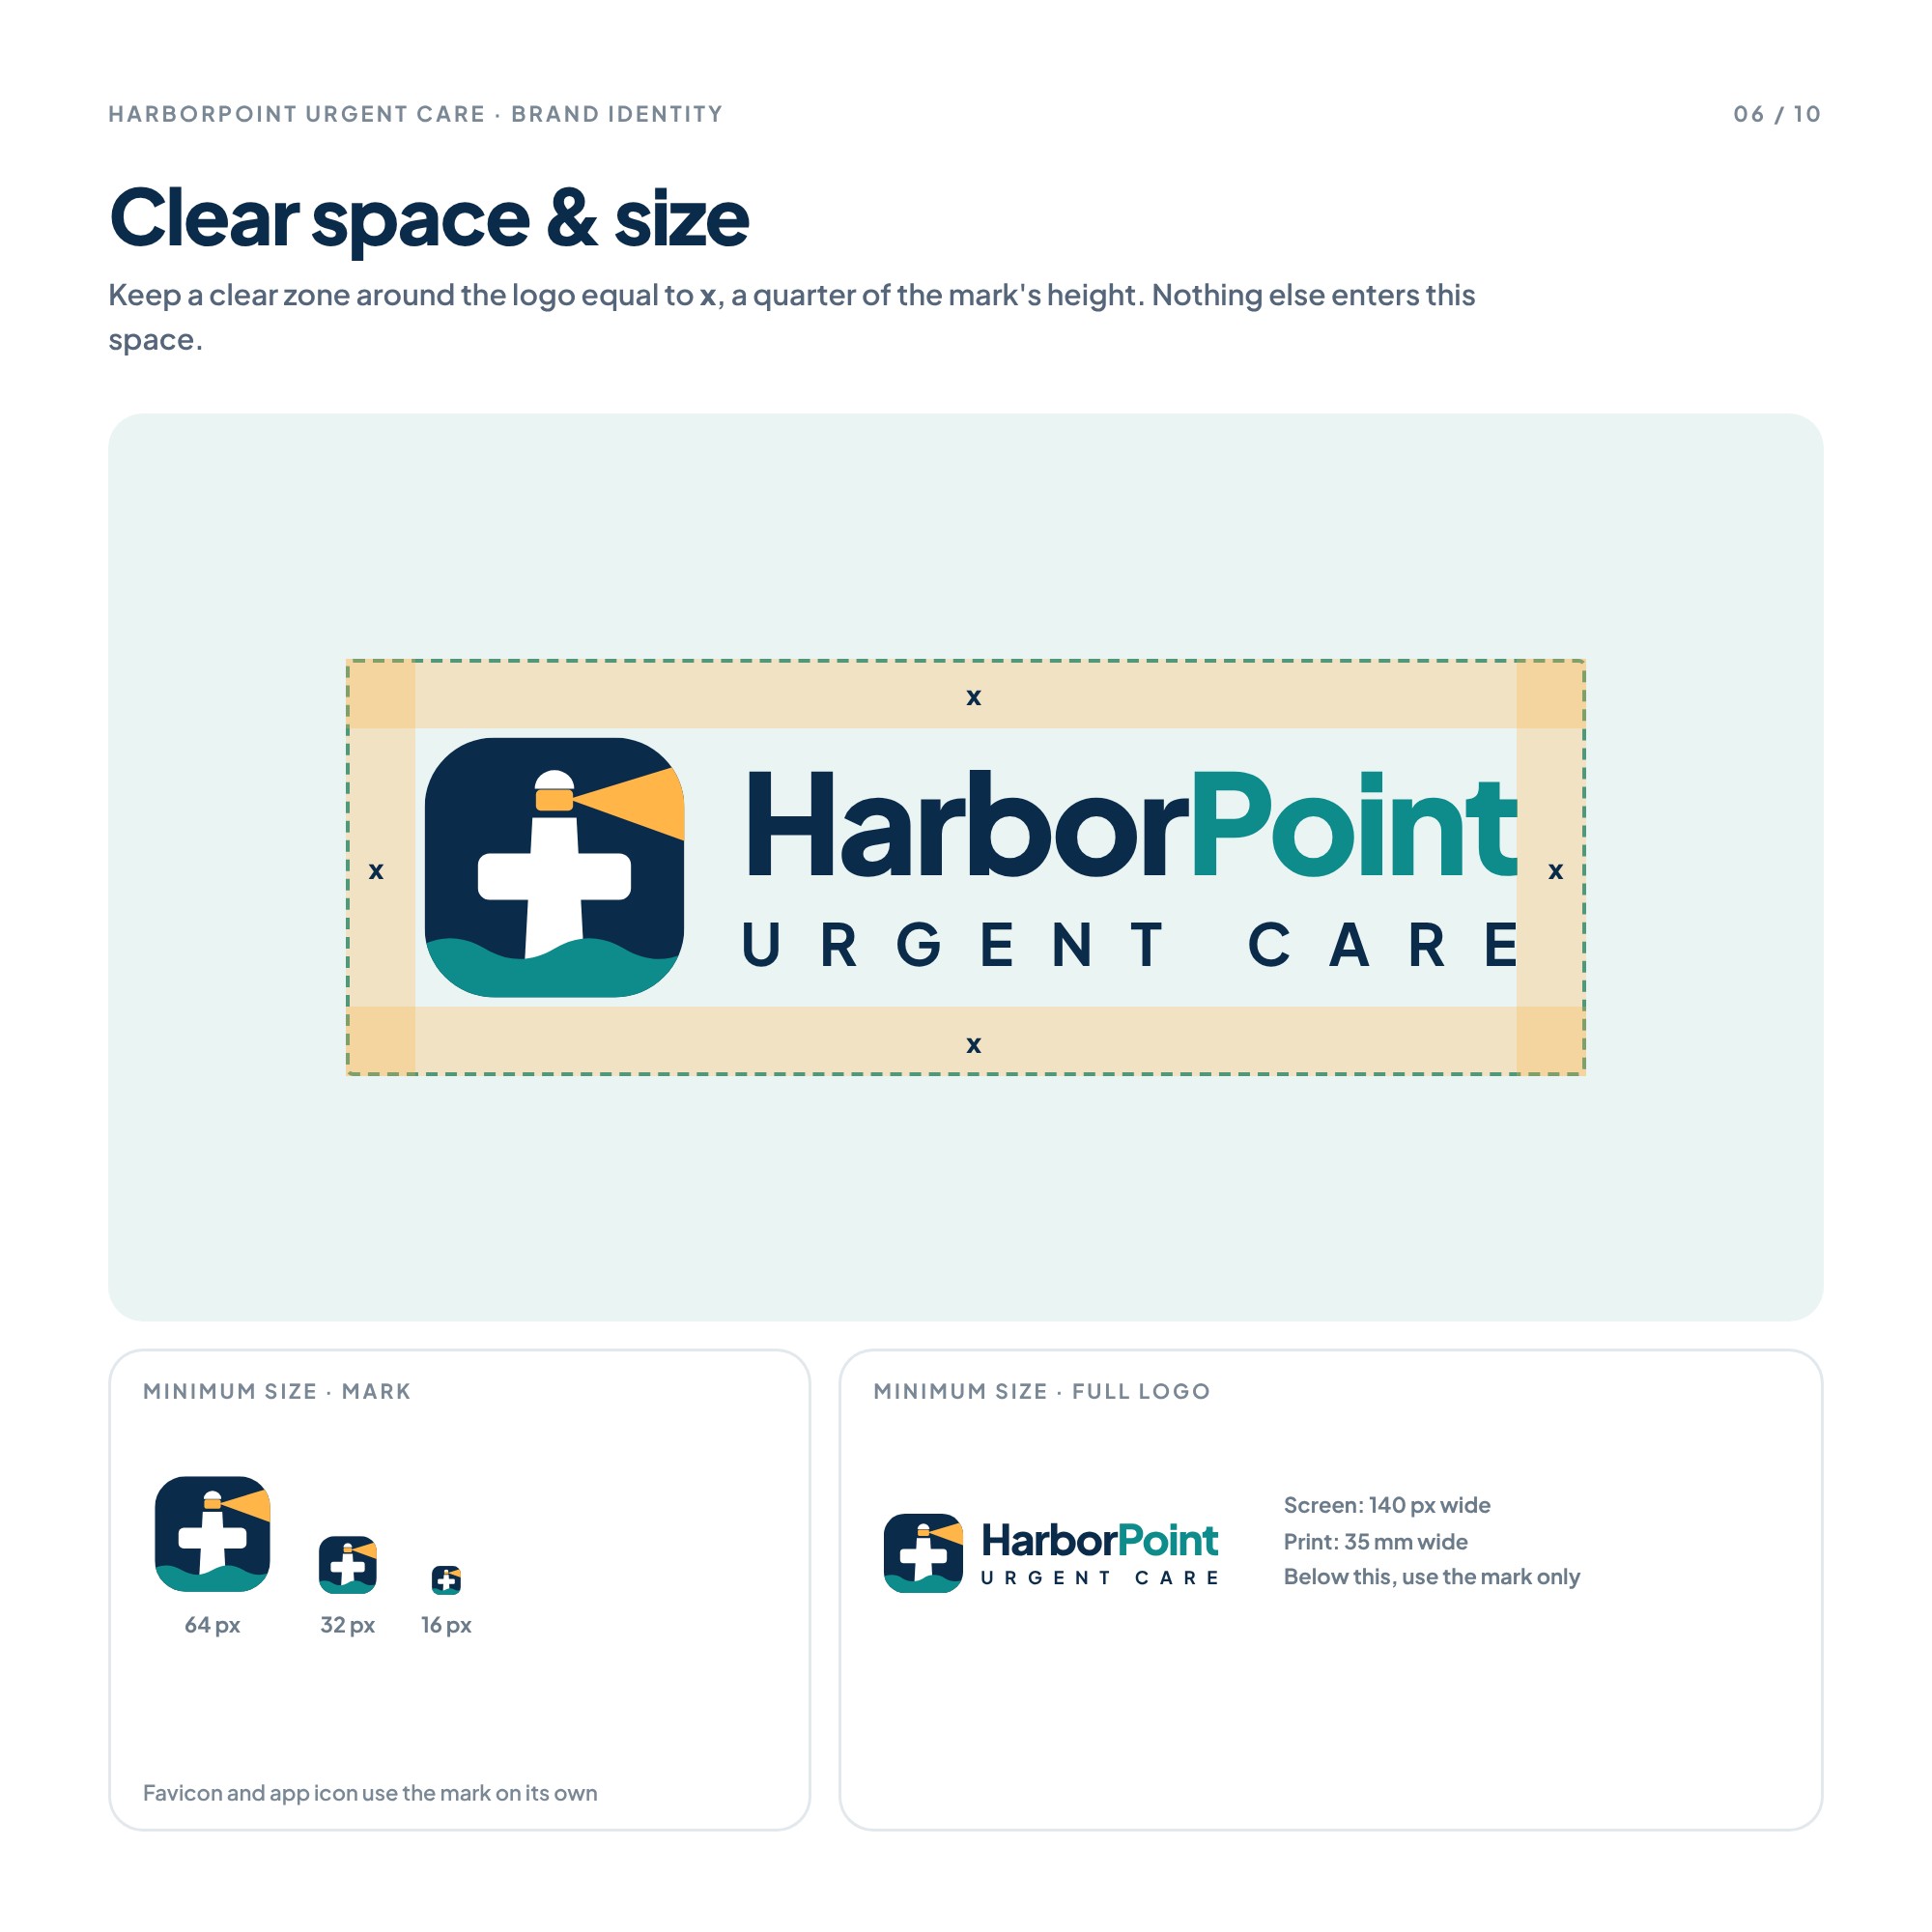 HARBORPOINT URGENT CARE · BRAND IDENTITY
06 / 10
Clear space & size
Keep a clear zone around the logo equal to x, a quarter of the mark's height. Nothing else enters this
space.
x
x
HarborPoint
x
URGENT CARE
x
MINIMUM SIZE · MARK
64 px
32 px
16 px
Favicon and app icon use the mark on its own
MINIMUM SIZE · FULL LOGO
HarborPoint
URGENT CARE
Screen: 140 px wide
Print: 35 mm wide
Below this, use the mark only